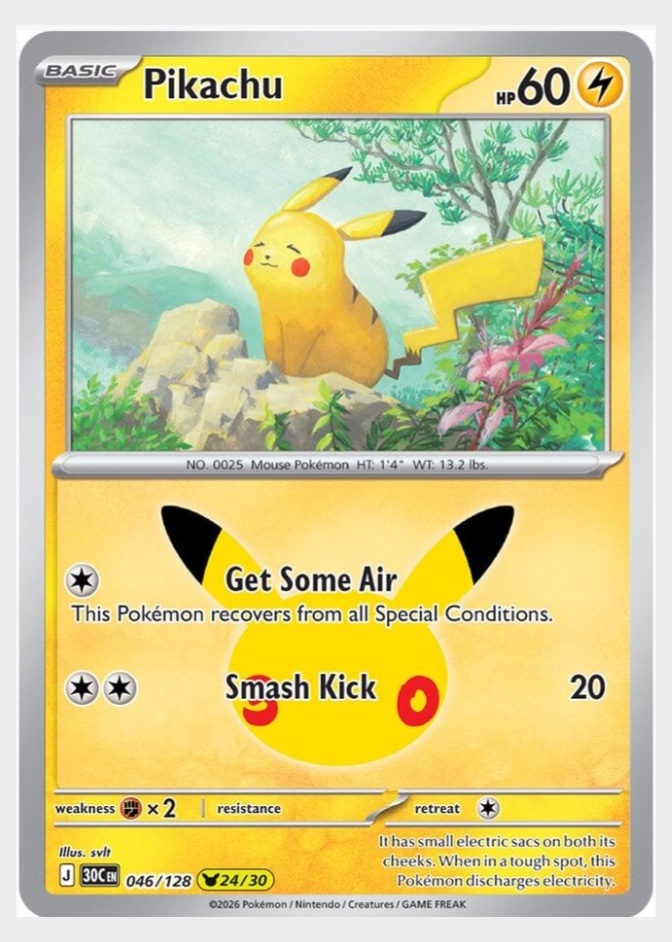 BASIC
Pikachu
HP 60
NO. 0025 Mouse Pokémon HT: 1'4" WT: 13.2 lbs.
Get Some Air
This Pokémon recovers from all Special Conditions.
Smash Kick 20
30
weakness ×2 resistance retreat
Illus. svlt
It has small electric sacs on both its
cheeks. When in a tough spot, this
Pokémon discharges electricity.
J 30C EN 046/128 24/30
©2026 Pokémon / Nintendo / Creatures / GAME FREAK